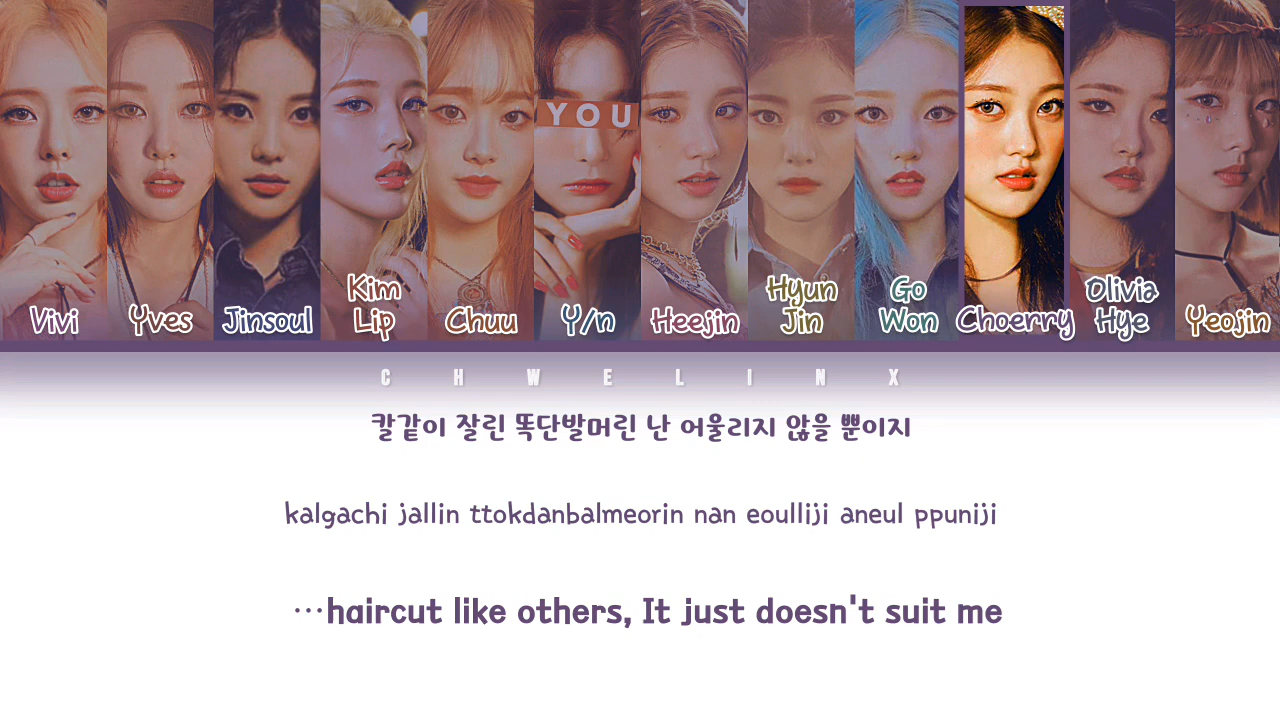 YOU
Vivi
Yves
Jinsoul
Kim
Lip
Chuu
Y/n
Heejin
Hyun
Jin
Go
Won
Choerry
Olivia
Hye
Yeojin
CHWELINX
칼같이 잘린 똑단발머린 난 어울리지 않을 뿐이지
kalgachi jallin ttokdanbalmeorin nan eoulliji aneul ppuniji
…haircut like others, It just doesn't suit me